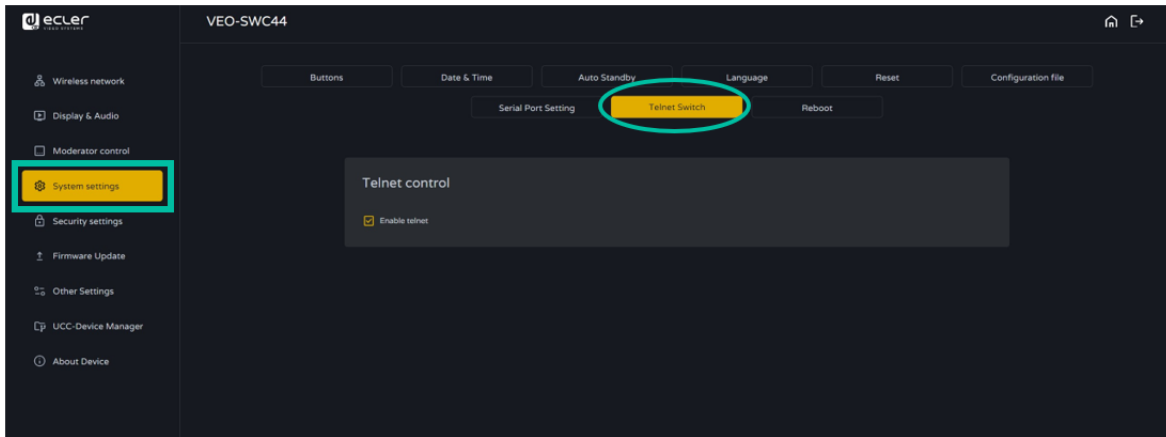 ecler
VIDEO SYSTEMS
VEO-SWC44
Wireless network
Display & Audio
Moderator control
System settings
Security settings
Firmware Update
Other Settings
UCC-Device Manager
About Device
Buttons Date & Time Auto Standby Language Reset Configuration file
Serial Port Setting Telnet Switch Reboot
Telnet control
Enable telnet